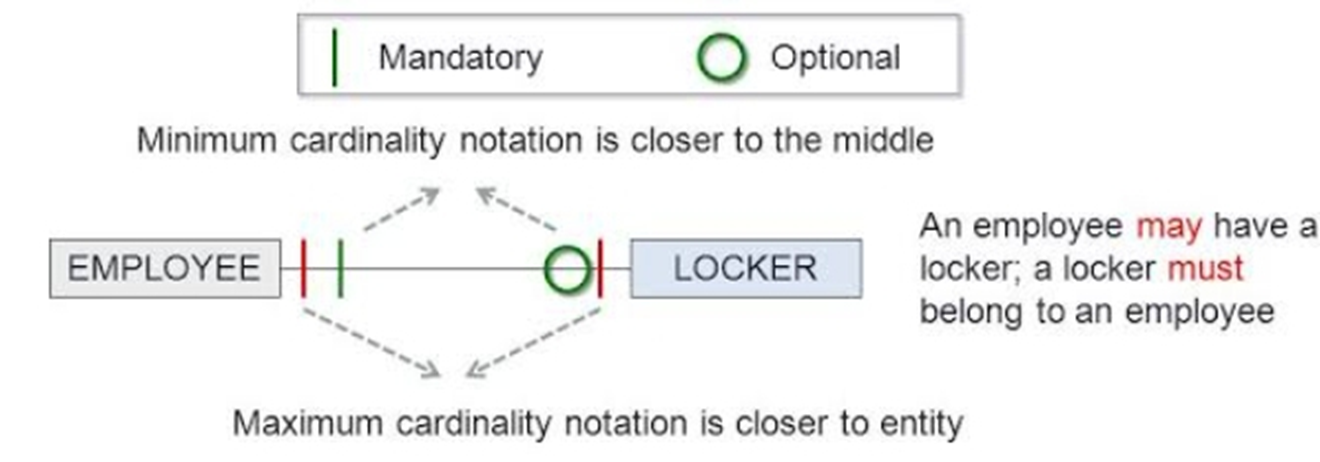 Mandatory Optional
Minimum cardinality notation is closer to the middle
EMPLOYEE LOCKER
An employee may have a
locker; a locker must
belong to an employee
Maximum cardinality notation is closer to entity